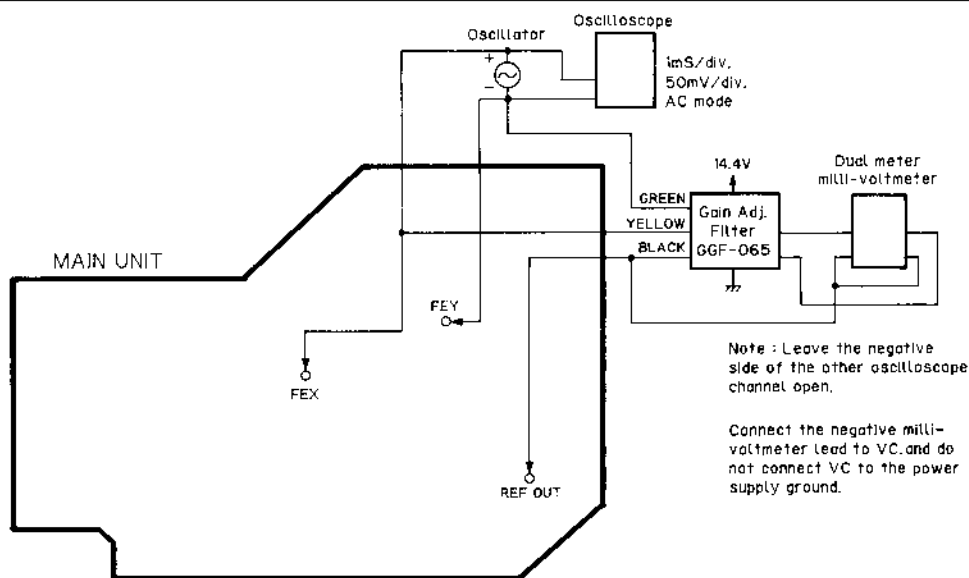 Oscilloscope
Oscillator
1mS/div.
50mV/div.
AC mode
+
−
14.4V
Dual meter
milli-voltmeter
GREEN
YELLOW
BLACK
Gain Adj.
Filter
GGF-065
MAIN UNIT
FEY
FEX
REF OUT
Note : Leave the negative
side of the other oscilloscope
channel open.
Connect the negative milli-
voltmeter lead to VC.and do
not connect VC to the power
supply ground.